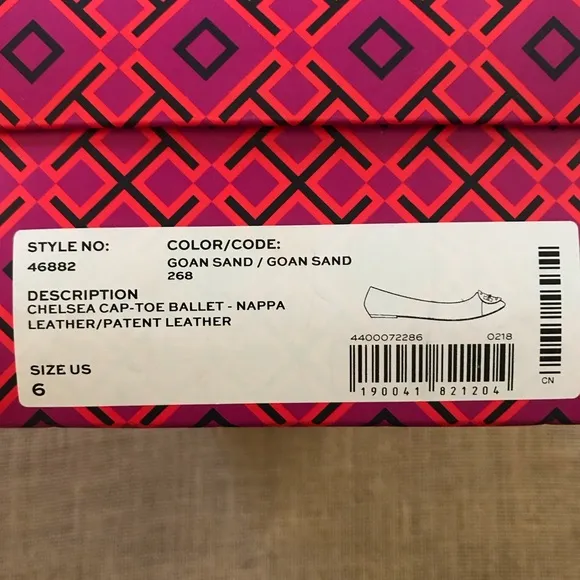 STYLE NO:
46882
COLOR/CODE:
GOAN SAND / GOAN SAND
268
DESCRIPTION
CHELSEA CAP-TOE BALLET - NAPPA
LEATHER/PATENT LEATHER
SIZE US
6
4400072286 0218
190041 821204
CN